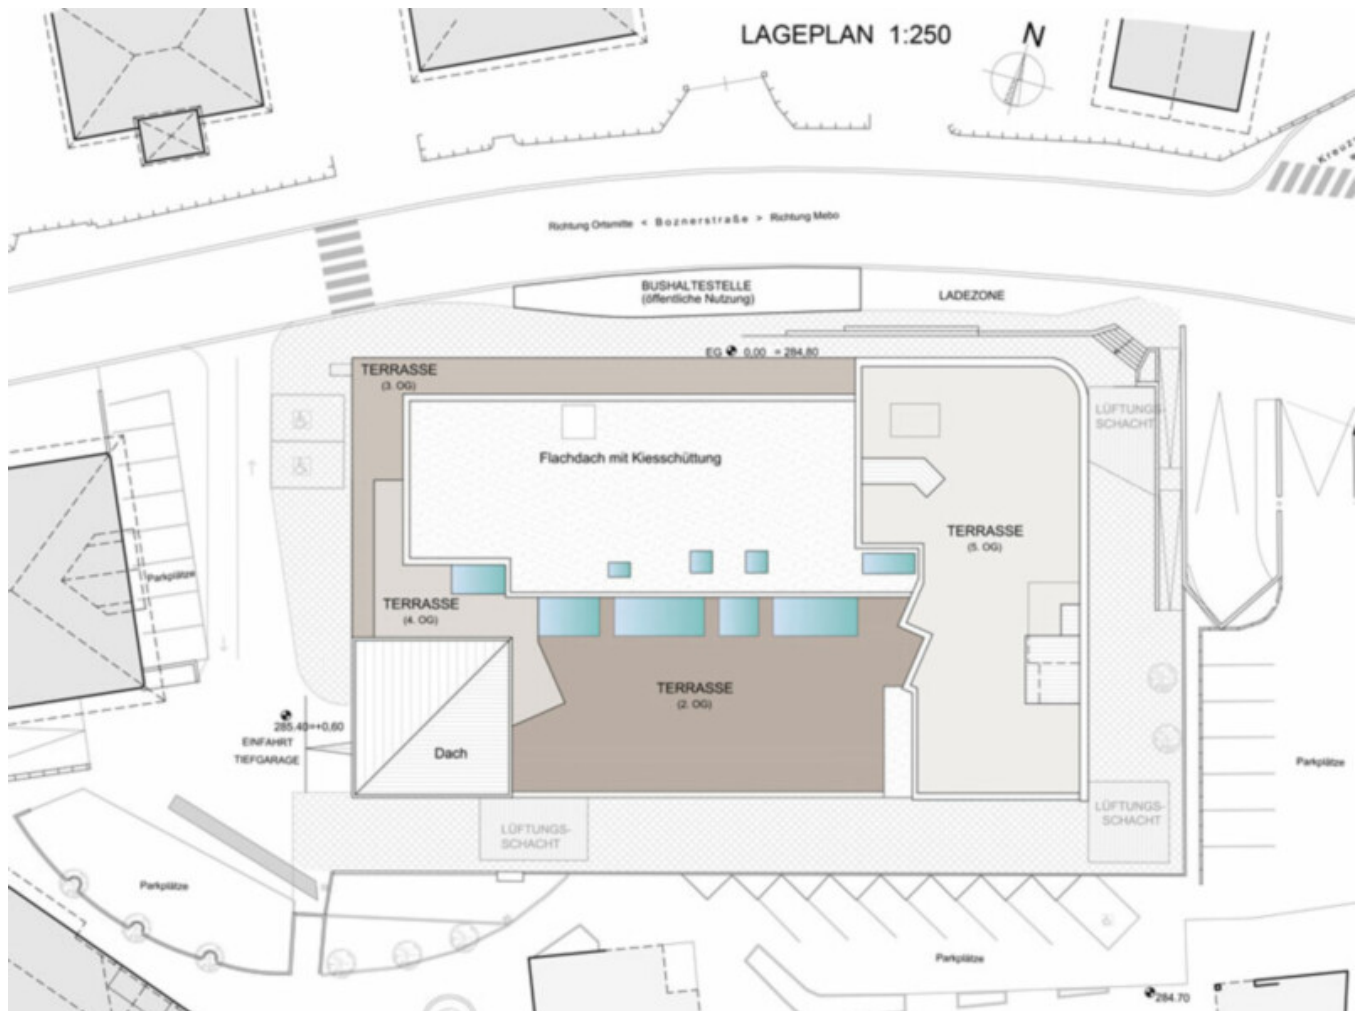 LAGEPLAN 1:250
N
Richtung Ortsmitte < Boznerstraße > Richtung Mebo
BUSHALTESTELLE
(öffentliche Nutzung)
LADEZONE
EG 0,00 = 284,80
TERRASSE
(3. OG)
LÜFTUNGS-
SCHACHT
Flachdach mit Kiesschüttung
TERRASSE
(5. OG)
Parkplätze
TERRASSE
(4. OG)
TERRASSE
(2. OG)
285.40=+0,60
EINFAHRT
TIEFGARAGE
Dach
Parkplätze
LÜFTUNGS-
SCHACHT
LÜFTUNGS-
SCHACHT
Parkplätze
Parkplätze
284.70